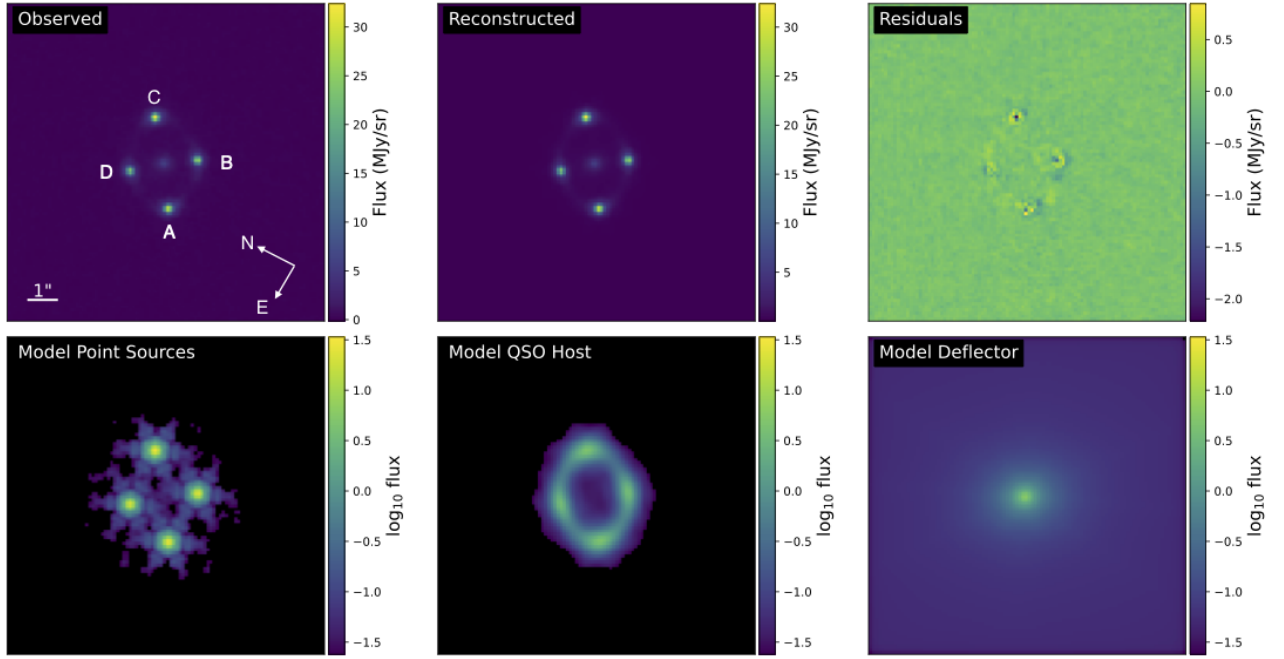 Observed
C
D
B
A
N
E
1"
30
25
20
15
10
5
0
Flux (MJy/sr)
Reconstructed
30
25
20
15
10
5
Flux (MJy/sr)
Residuals
0.5
0.0
−0.5
−1.0
−1.5
−2.0
Flux (MJy/sr)
Model Point Sources
1.5
1.0
0.5
0.0
−0.5
−1.0
−1.5
log₁₀ flux
Model QSO Host
1.5
1.0
0.5
0.0
−0.5
−1.0
−1.5
log₁₀ flux
Model Deflector
1.5
1.0
0.5
0.0
−0.5
−1.0
−1.5
log₁₀ flux